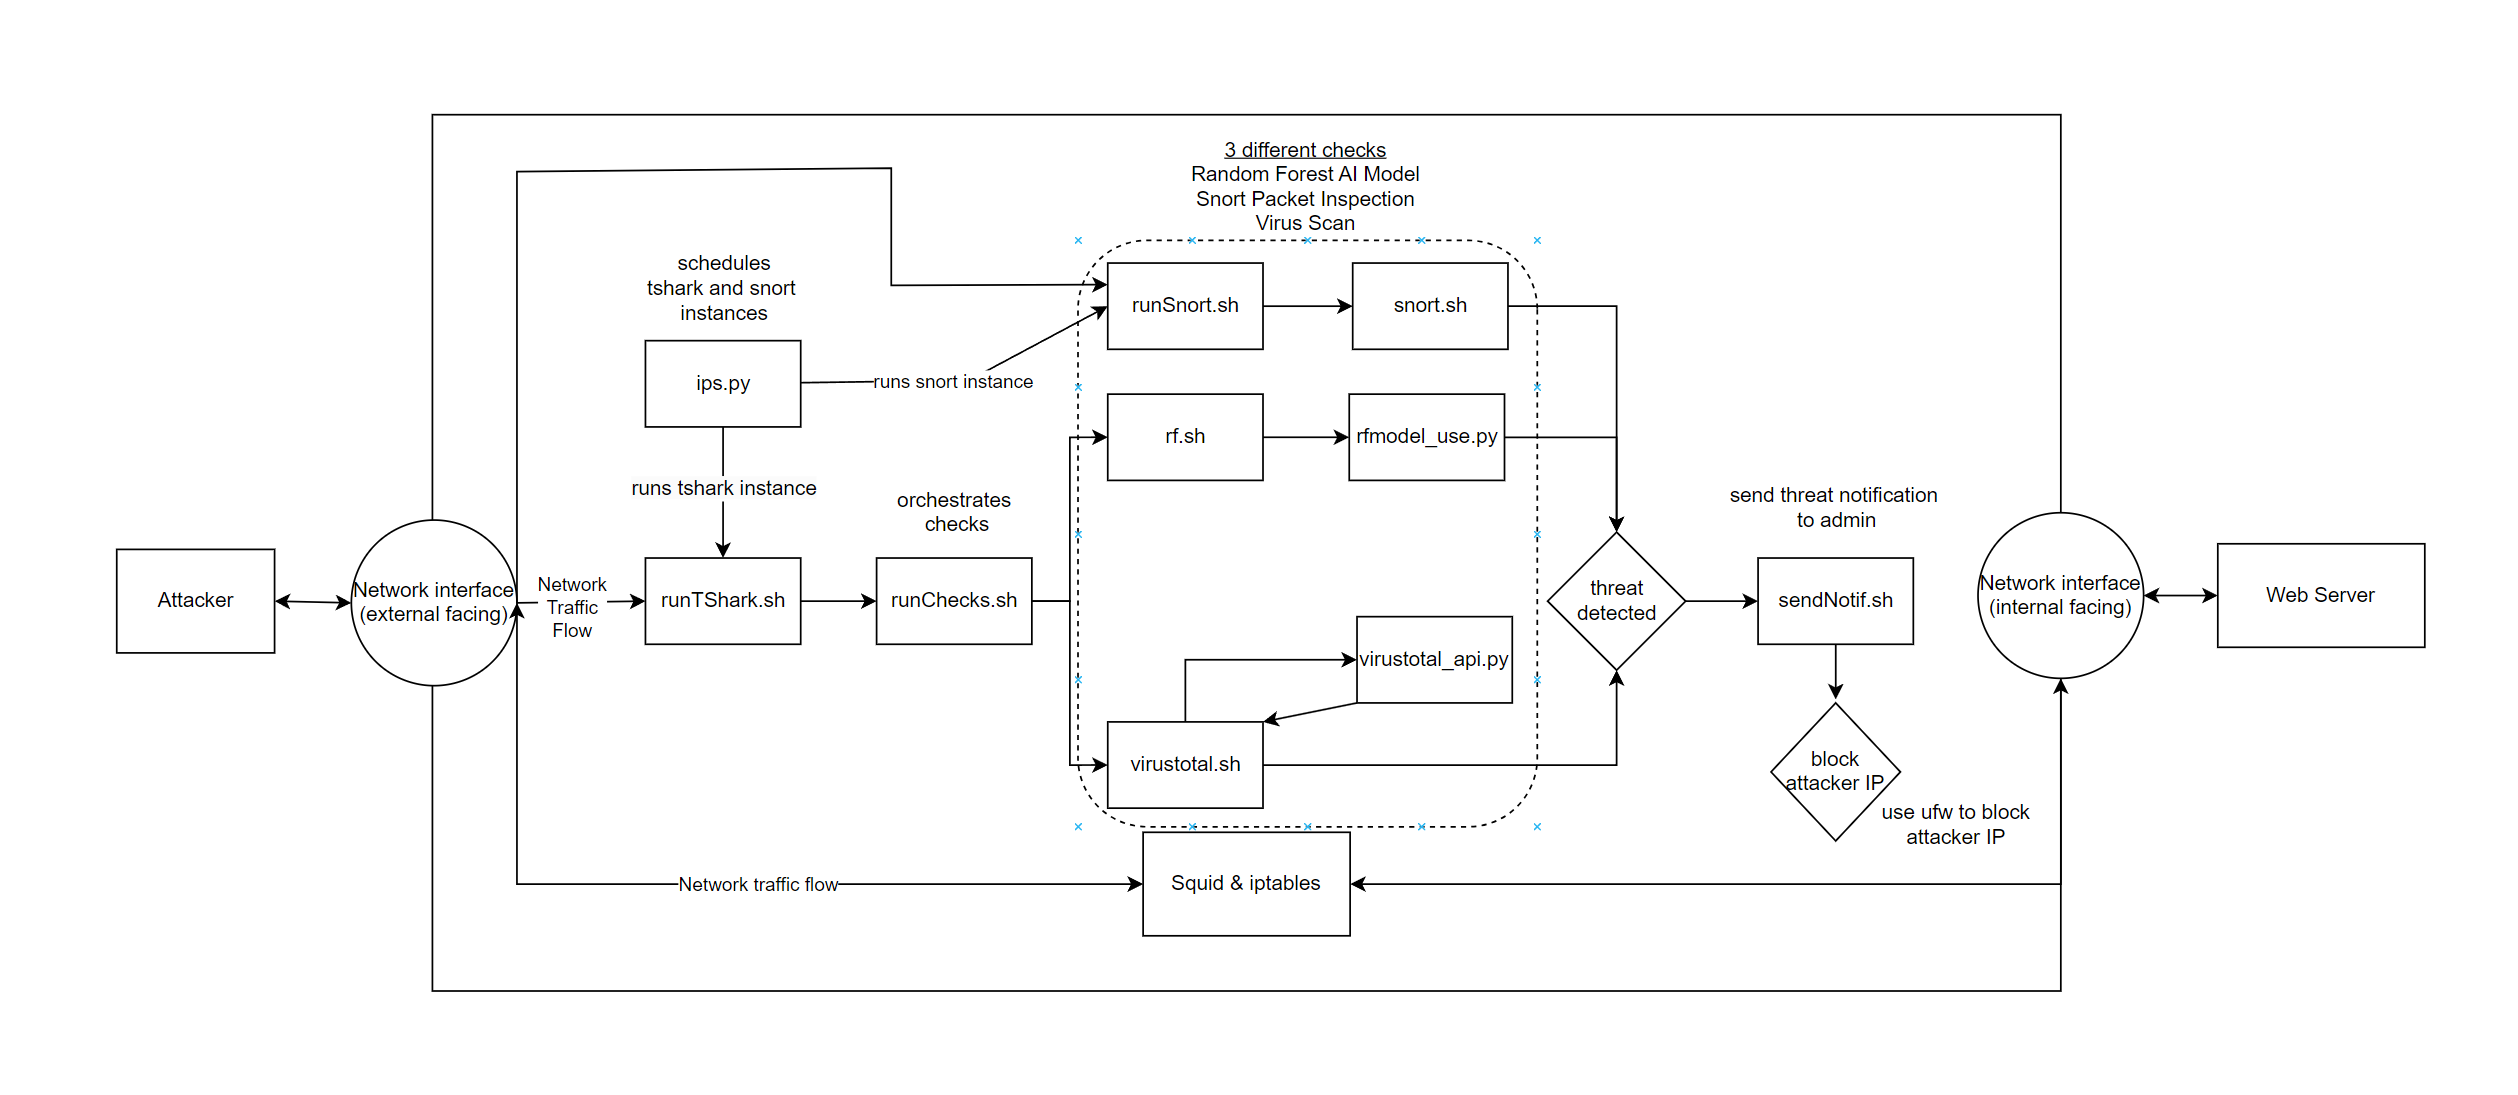 3 different checks
Random Forest AI Model
Snort Packet Inspection
Virus Scan
schedules
tshark and snort
instances
runSnort.sh
snort.sh
ips.py
runs snort instance
rf.sh
rfmodel_use.py
runs tshark instance
orchestrates
checks
send threat notification
to admin
Attacker
Network interface
(external facing)
Network
Traffic
Flow
runTShark.sh
runChecks.sh
threat
detected
sendNotif.sh
Network interface
(internal facing)
Web Server
virustotal_api.py
virustotal.sh
block
attacker IP
use ufw to block
attacker IP
Network traffic flow
Squid & iptables